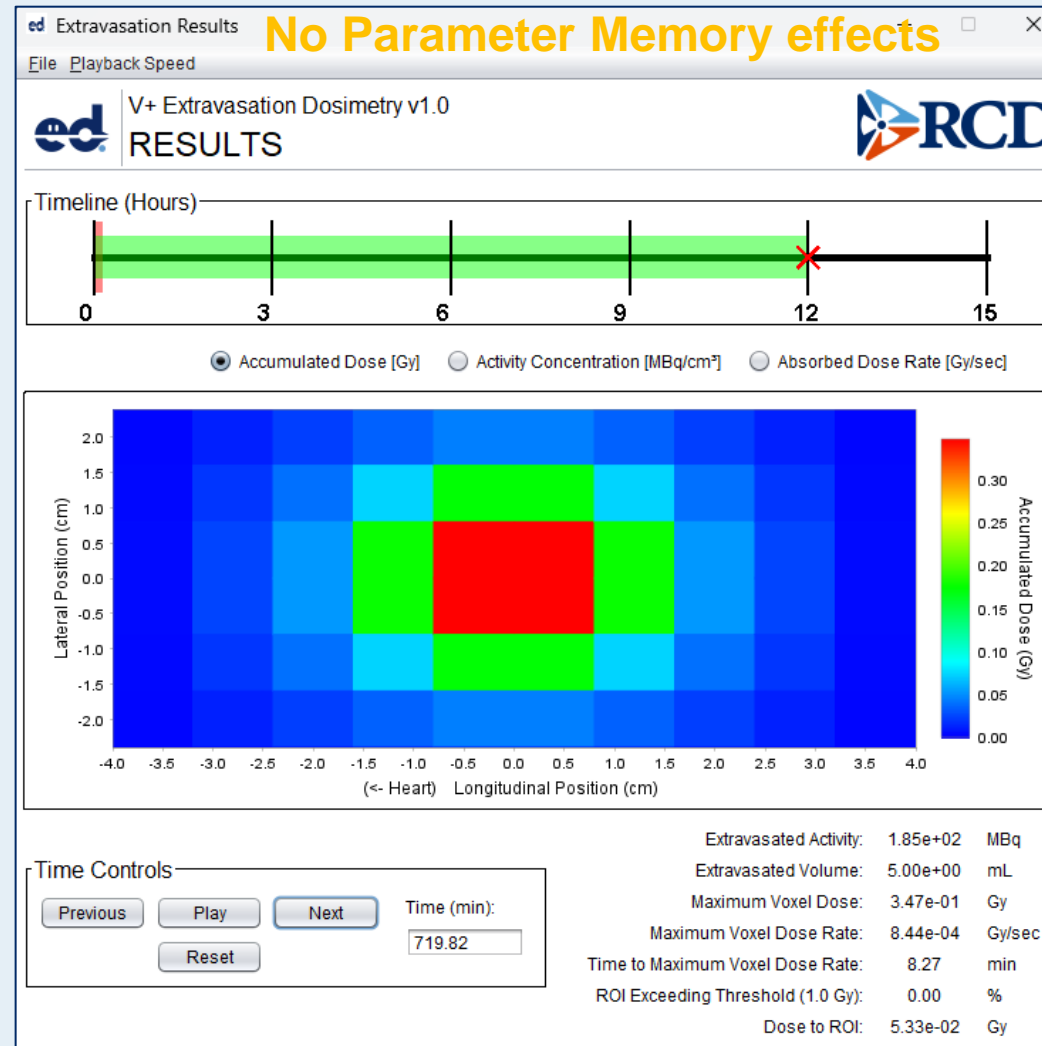 ed Extravasation Results
No Parameter Memory effects
File Playback Speed
ed. V+ Extravasation Dosimetry v1.0
RESULTS
RCD
Timeline (Hours)
0 3 6 9 12 15
Accumulated Dose [Gy] Activity Concentration [MBq/cm³] Absorbed Dose Rate [Gy/sec]
Lateral Position (cm)
2.0
1.5
1.0
0.5
0.0
-0.5
-1.0
-1.5
-2.0
-4.0 -3.5 -3.0 -2.5 -2.0 -1.5 -1.0 -0.5 0.0 0.5 1.0 1.5 2.0 2.5 3.0 3.5 4.0
(<- Heart) Longitudinal Position (cm)
0.30
0.25
0.20
0.15
0.10
0.05
0.00
Accumulated Dose (Gy)
Time Controls
Previous Play Next
Reset
Time (min):
719.82
Extravasated Activity: 1.85e+02 MBq
Extravasated Volume: 5.00e+00 mL
Maximum Voxel Dose: 3.47e-01 Gy
Maximum Voxel Dose Rate: 8.44e-04 Gy/sec
Time to Maximum Voxel Dose Rate: 8.27 min
ROI Exceeding Threshold (1.0 Gy): 0.00 %
Dose to ROI: 5.33e-02 Gy